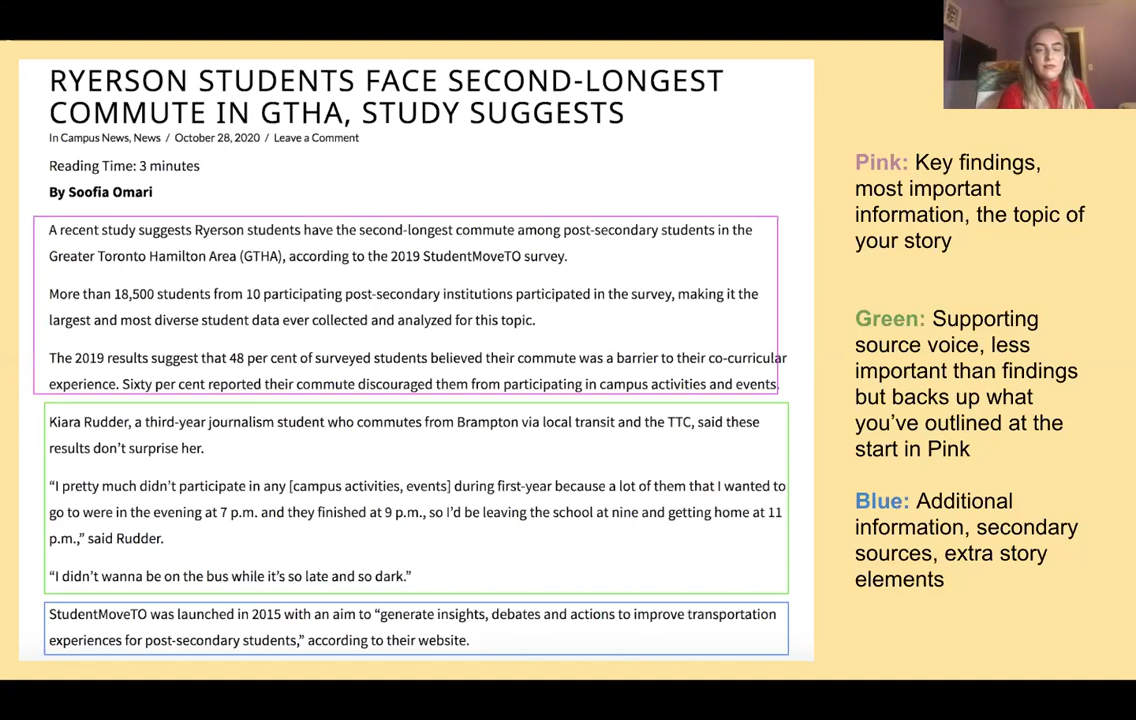 RYERSON STUDENTS FACE SECOND-LONGEST
COMMUTE IN GTHA, STUDY SUGGESTS
In Campus News, News / October 28, 2020 / Leave a Comment
Reading Time: 3 minutes
By Soofia Omari
A recent study suggests Ryerson students have the second-longest commute among post-secondary students in the
Greater Toronto Hamilton Area (GTHA), according to the 2019 StudentMoveTO survey.
More than 18,500 students from 10 participating post-secondary institutions participated in the survey, making it the
largest and most diverse student data ever collected and analyzed for this topic.
The 2019 results suggest that 48 per cent of surveyed students believed their commute was a barrier to their co-curricular
experience. Sixty per cent reported their commute discouraged them from participating in campus activities and events.
Kiara Rudder, a third-year journalism student who commutes from Brampton via local transit and the TTC, said these
results don’t surprise her.
“I pretty much didn’t participate in any [campus activities, events] during first-year because a lot of them that I wanted to
go to were in the evening at 7 p.m. and they finished at 9 p.m., so I’d be leaving the school at nine and getting home at 11
p.m.,” said Rudder.
“I didn’t wanna be on the bus while it’s so late and so dark.”
StudentMoveTO was launched in 2015 with an aim to “generate insights, debates and actions to improve transportation
experiences for post-secondary students,” according to their website.
Pink: Key findings,
most important
information, the topic of
your story
Green: Supporting
source voice, less
important than findings
but backs up what
you’ve outlined at the
start in Pink
Blue: Additional
information, secondary
sources, extra story
elements